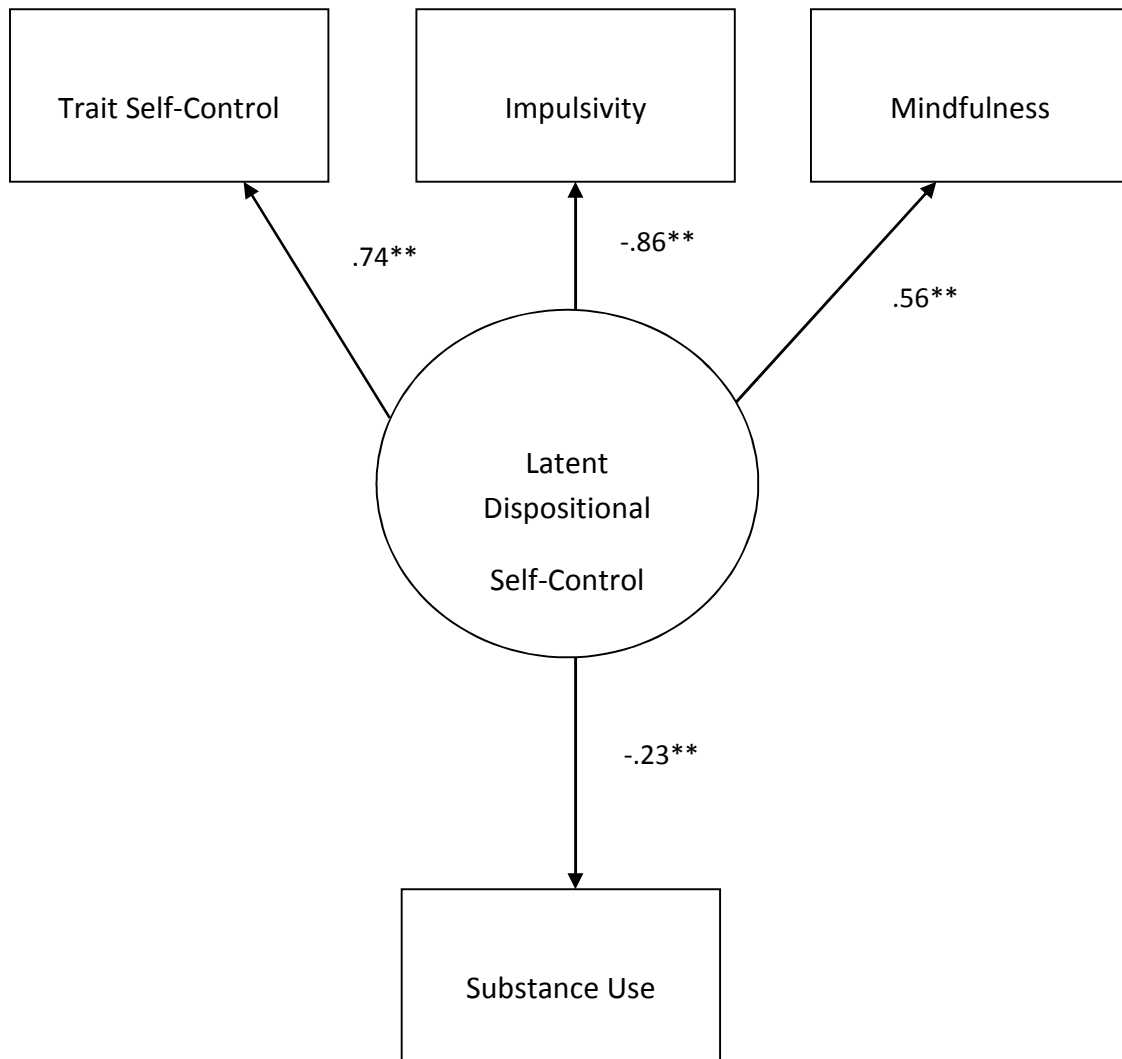 Trait Self-Control
Impulsivity
Mindfulness
.74**
-.86**
.56**
Latent
Dispositional
Self-Control
-.23**
Substance Use